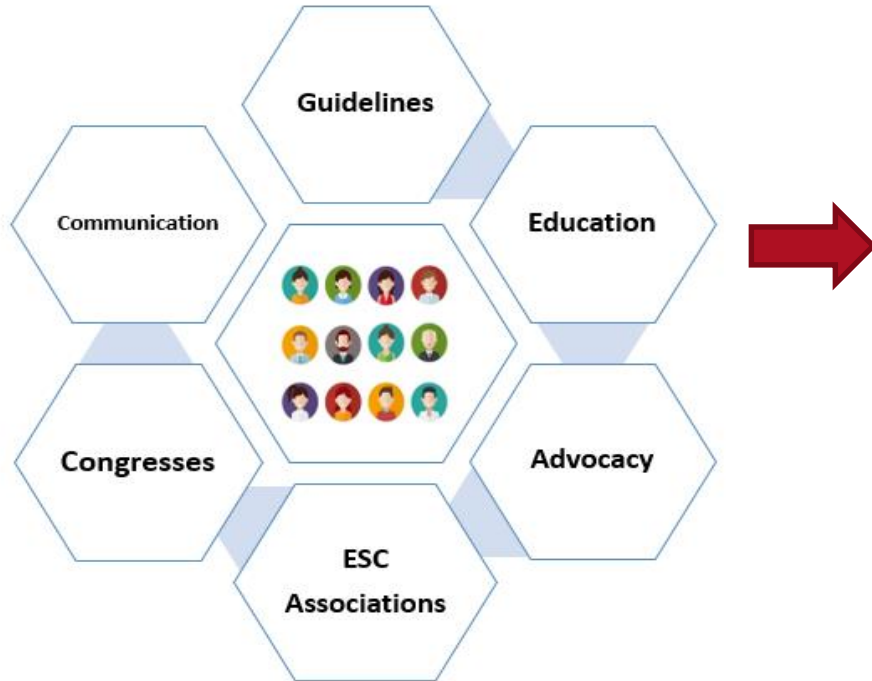 Guidelines
Education
Advocacy
ESC
Associations
Congresses
Communication